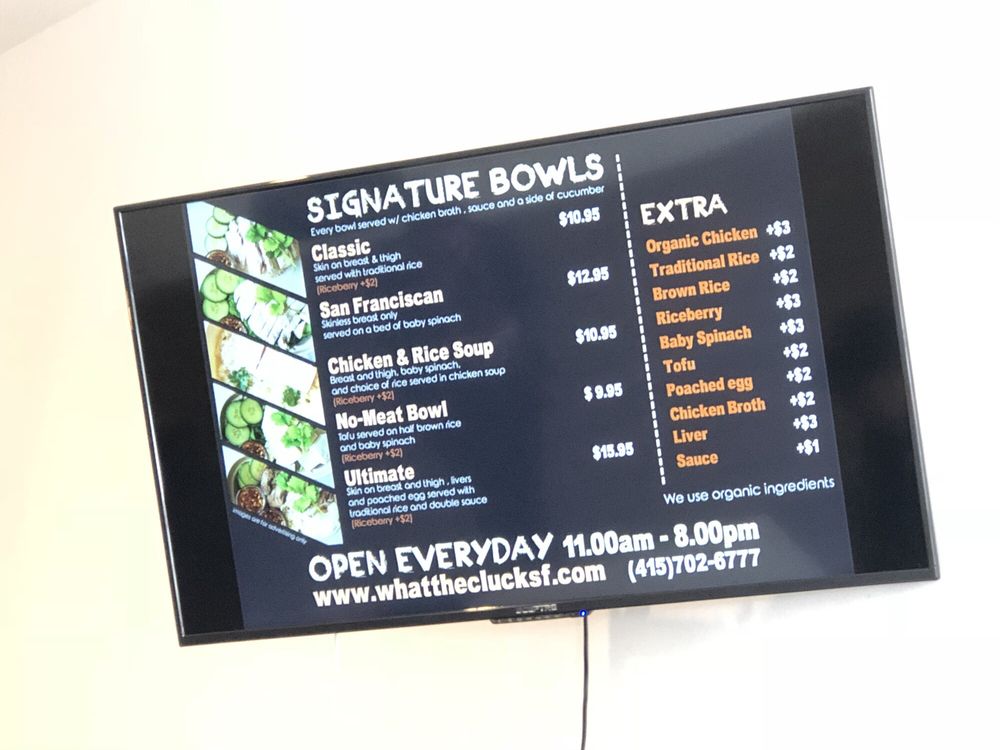 SIGNATURE BOWLS
Every bowl served w/ chicken broth , sauce and a side of cucumber
Classic $10.95
Skin on breast & thigh
served with traditional rice
(Riceberry +$2)
San Franciscan $12.95
Skinless breast only
served on a bed of baby spinach
Chicken & Rice Soup $10.95
Breast and thigh, baby spinach,
and choice of rice served in chicken soup
(Riceberry +$2)
No-Meat Bowl $ 9.95
Tofu served on half brown rice
and baby spinach
(Riceberry +$2)
Ultimate $15.95
Skin on breast and thigh , livers
and poached egg served with
traditional rice and double sauce
(Riceberry +$2)
images are for advertising only
EXTRA
Organic Chicken +$3
Traditional Rice +$2
Brown Rice +$2
Riceberry +$3
Baby Spinach +$3
Tofu +$2
Poached egg +$2
Chicken Broth +$2
Liver +$3
Sauce +$1
We use organic ingredients
OPEN EVERYDAY 11.00am - 8.00pm
www.whattheclucksf.com (415)702-6777